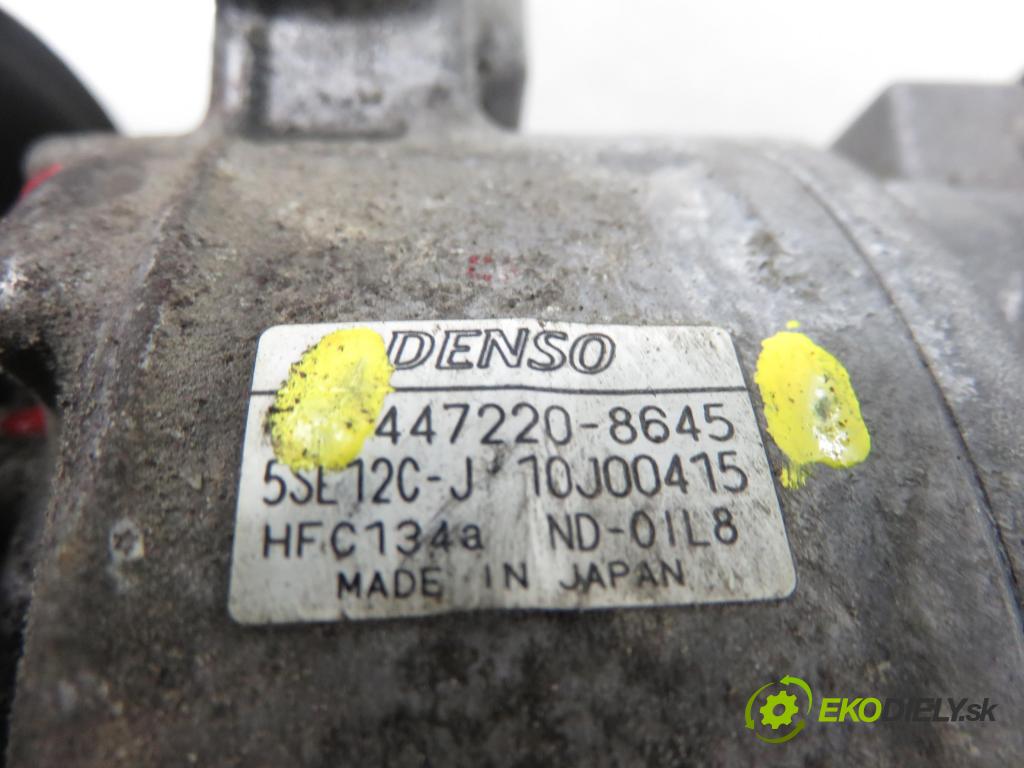 DENSO
447220-8645
5SE12C-J 10J00415
HFC134a ND-OIL8
MADE IN JAPAN
EKODIELY.sk